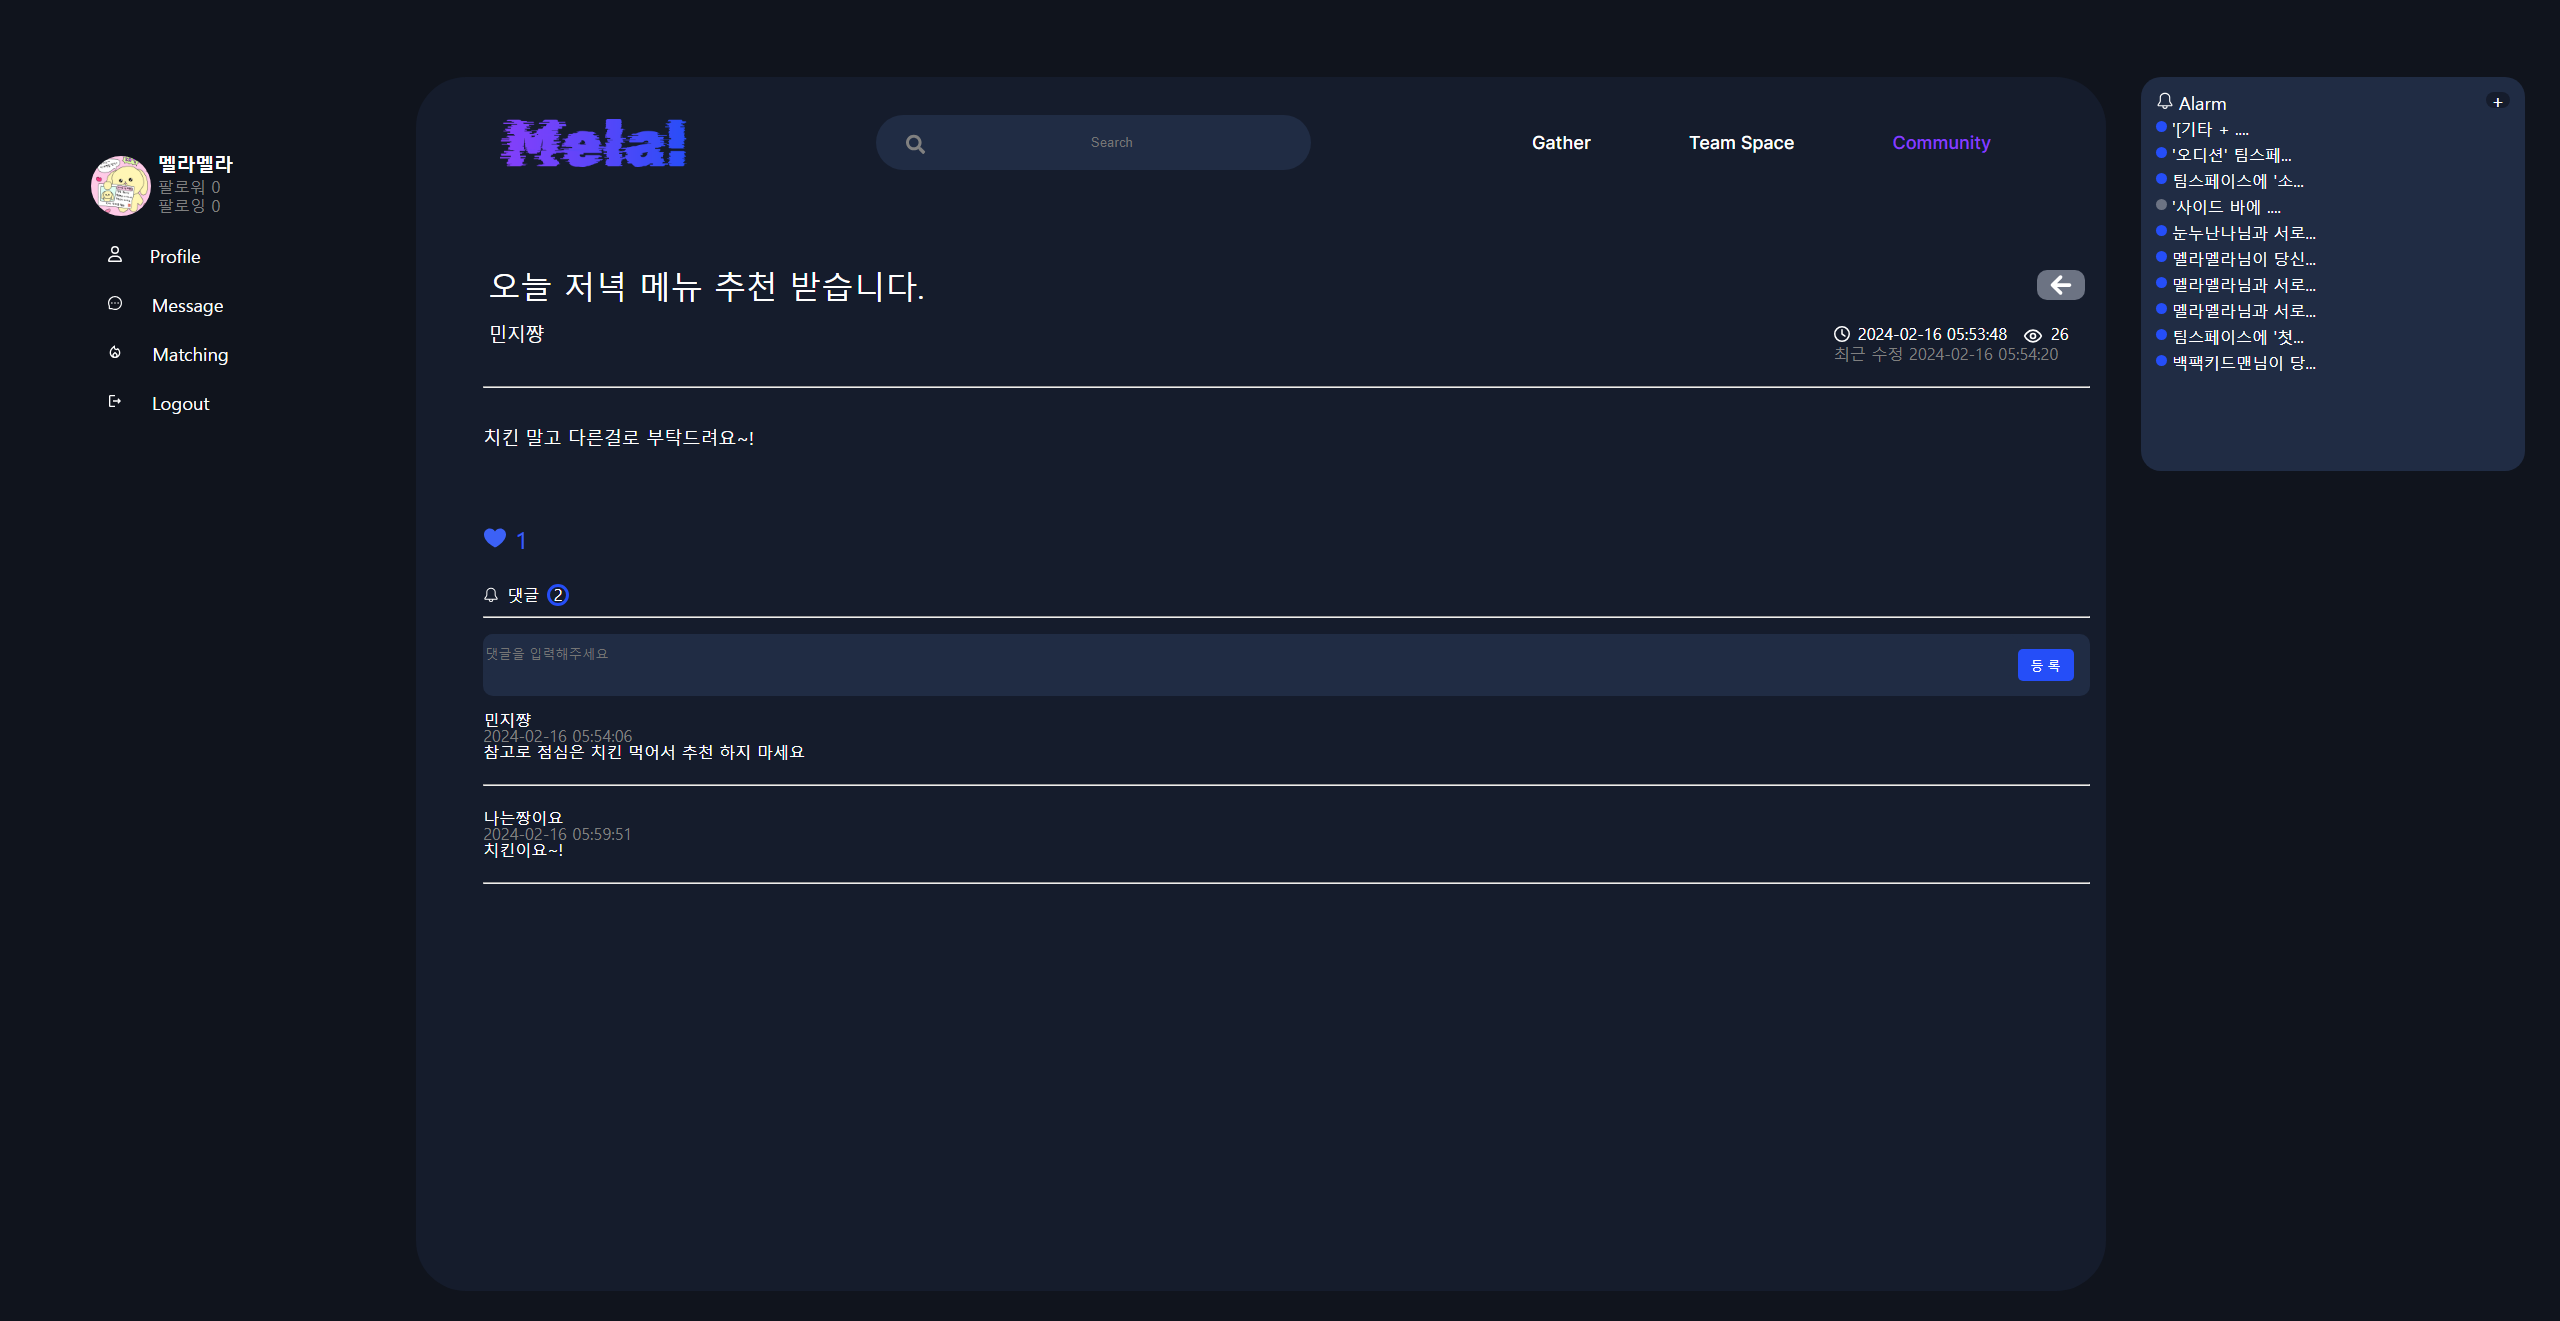 멜라멜라
팔로워 0
팔로잉 0
Profile
Message
Matching
Logout
Mela!
Search
Gather
Team Space
Community
오늘 저녁 메뉴 추천 받습니다.
민지쨩
2024-02-16 05:53:48 26
최근 수정 2024-02-16 05:54:20
치킨 말고 다른걸로 부탁드려요~!
1
댓글 2
댓글을 입력해주세요
등 록
민지쨩
2024-02-16 05:54:06
참고로 점심은 치킨 먹어서 추천 하지 마세요
나는짱이요
2024-02-16 05:59:51
치킨이요~!
Alarm +
'[기타 + ....
'오디션' 팀스페...
팀스페이스에 '소...
'사이드 바에 ....
눈누난나님과 서로...
멜라멜라님이 당신...
멜라멜라님과 서로...
멜라멜라님과 서로...
팀스페이스에 '첫...
백팩키드맨님이 당...